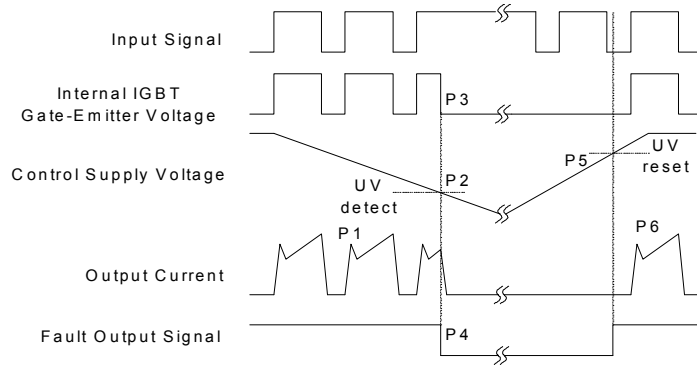 Input Signal
Internal IGBT
Gate-Emitter Voltage
P3
Control Supply Voltage
P5
UV
reset
P2
UV
detect
P1
P6
Output Current
Fault Output Signal
P4